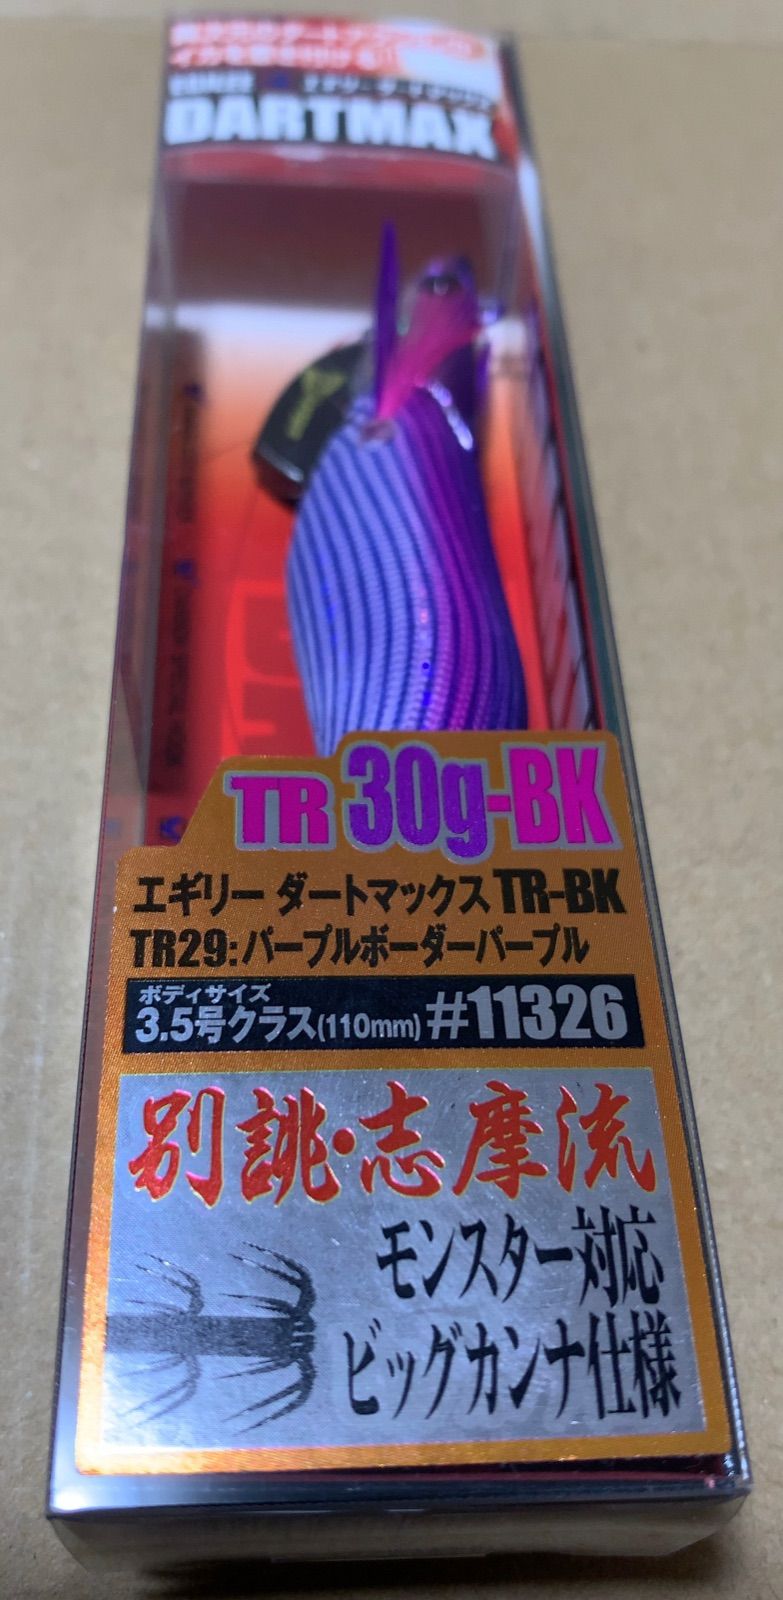 DARTMAX
TR 30g-BK
エギリー ダートマックス TR-BK
TR29:パープルボーダーパープル
ボディサイズ
3.5号クラス(110mm) #11326
別誂・志摩流
モンスター対応
ビッグカンナ仕様